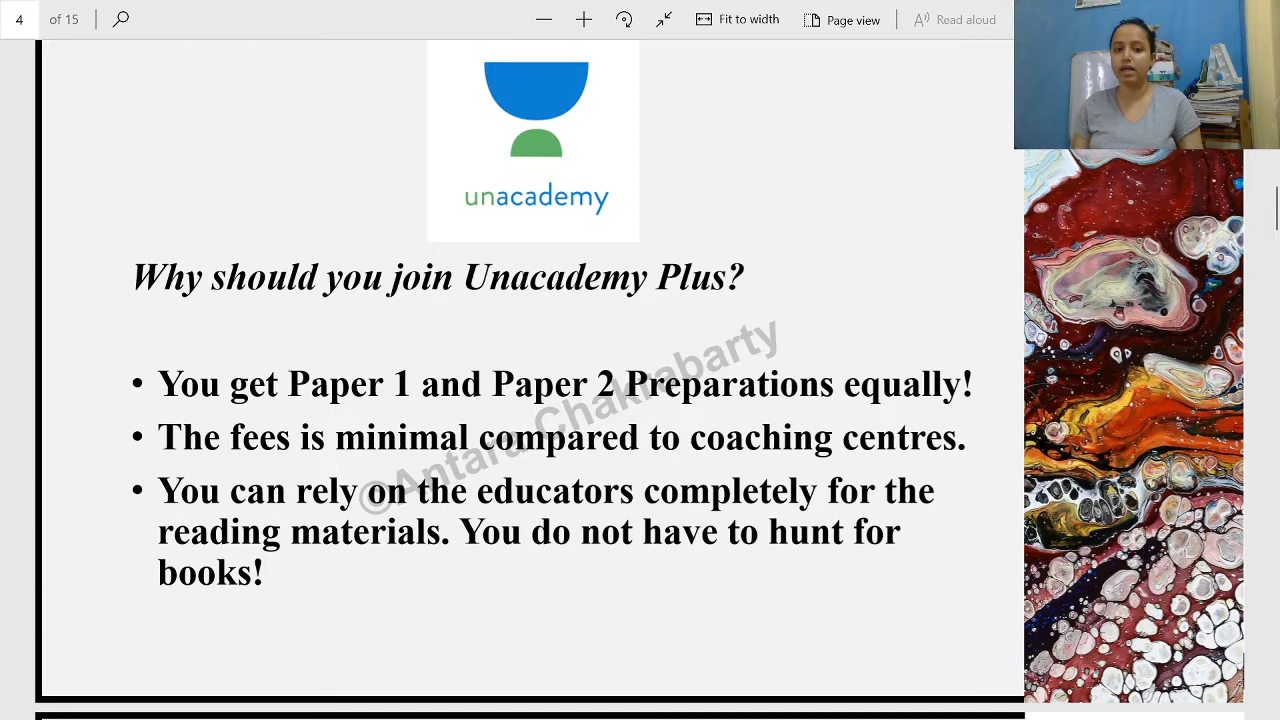 4 of 15 Fit to width Page view Read aloud
unacademy
Why should you join Unacademy Plus?
• You get Paper 1 and Paper 2 Preparations equally!
• The fees is minimal compared to coaching centres.
• You can rely on the educators completely for the
reading materials. You do not have to hunt for
books!
©Antara Chakrabarty